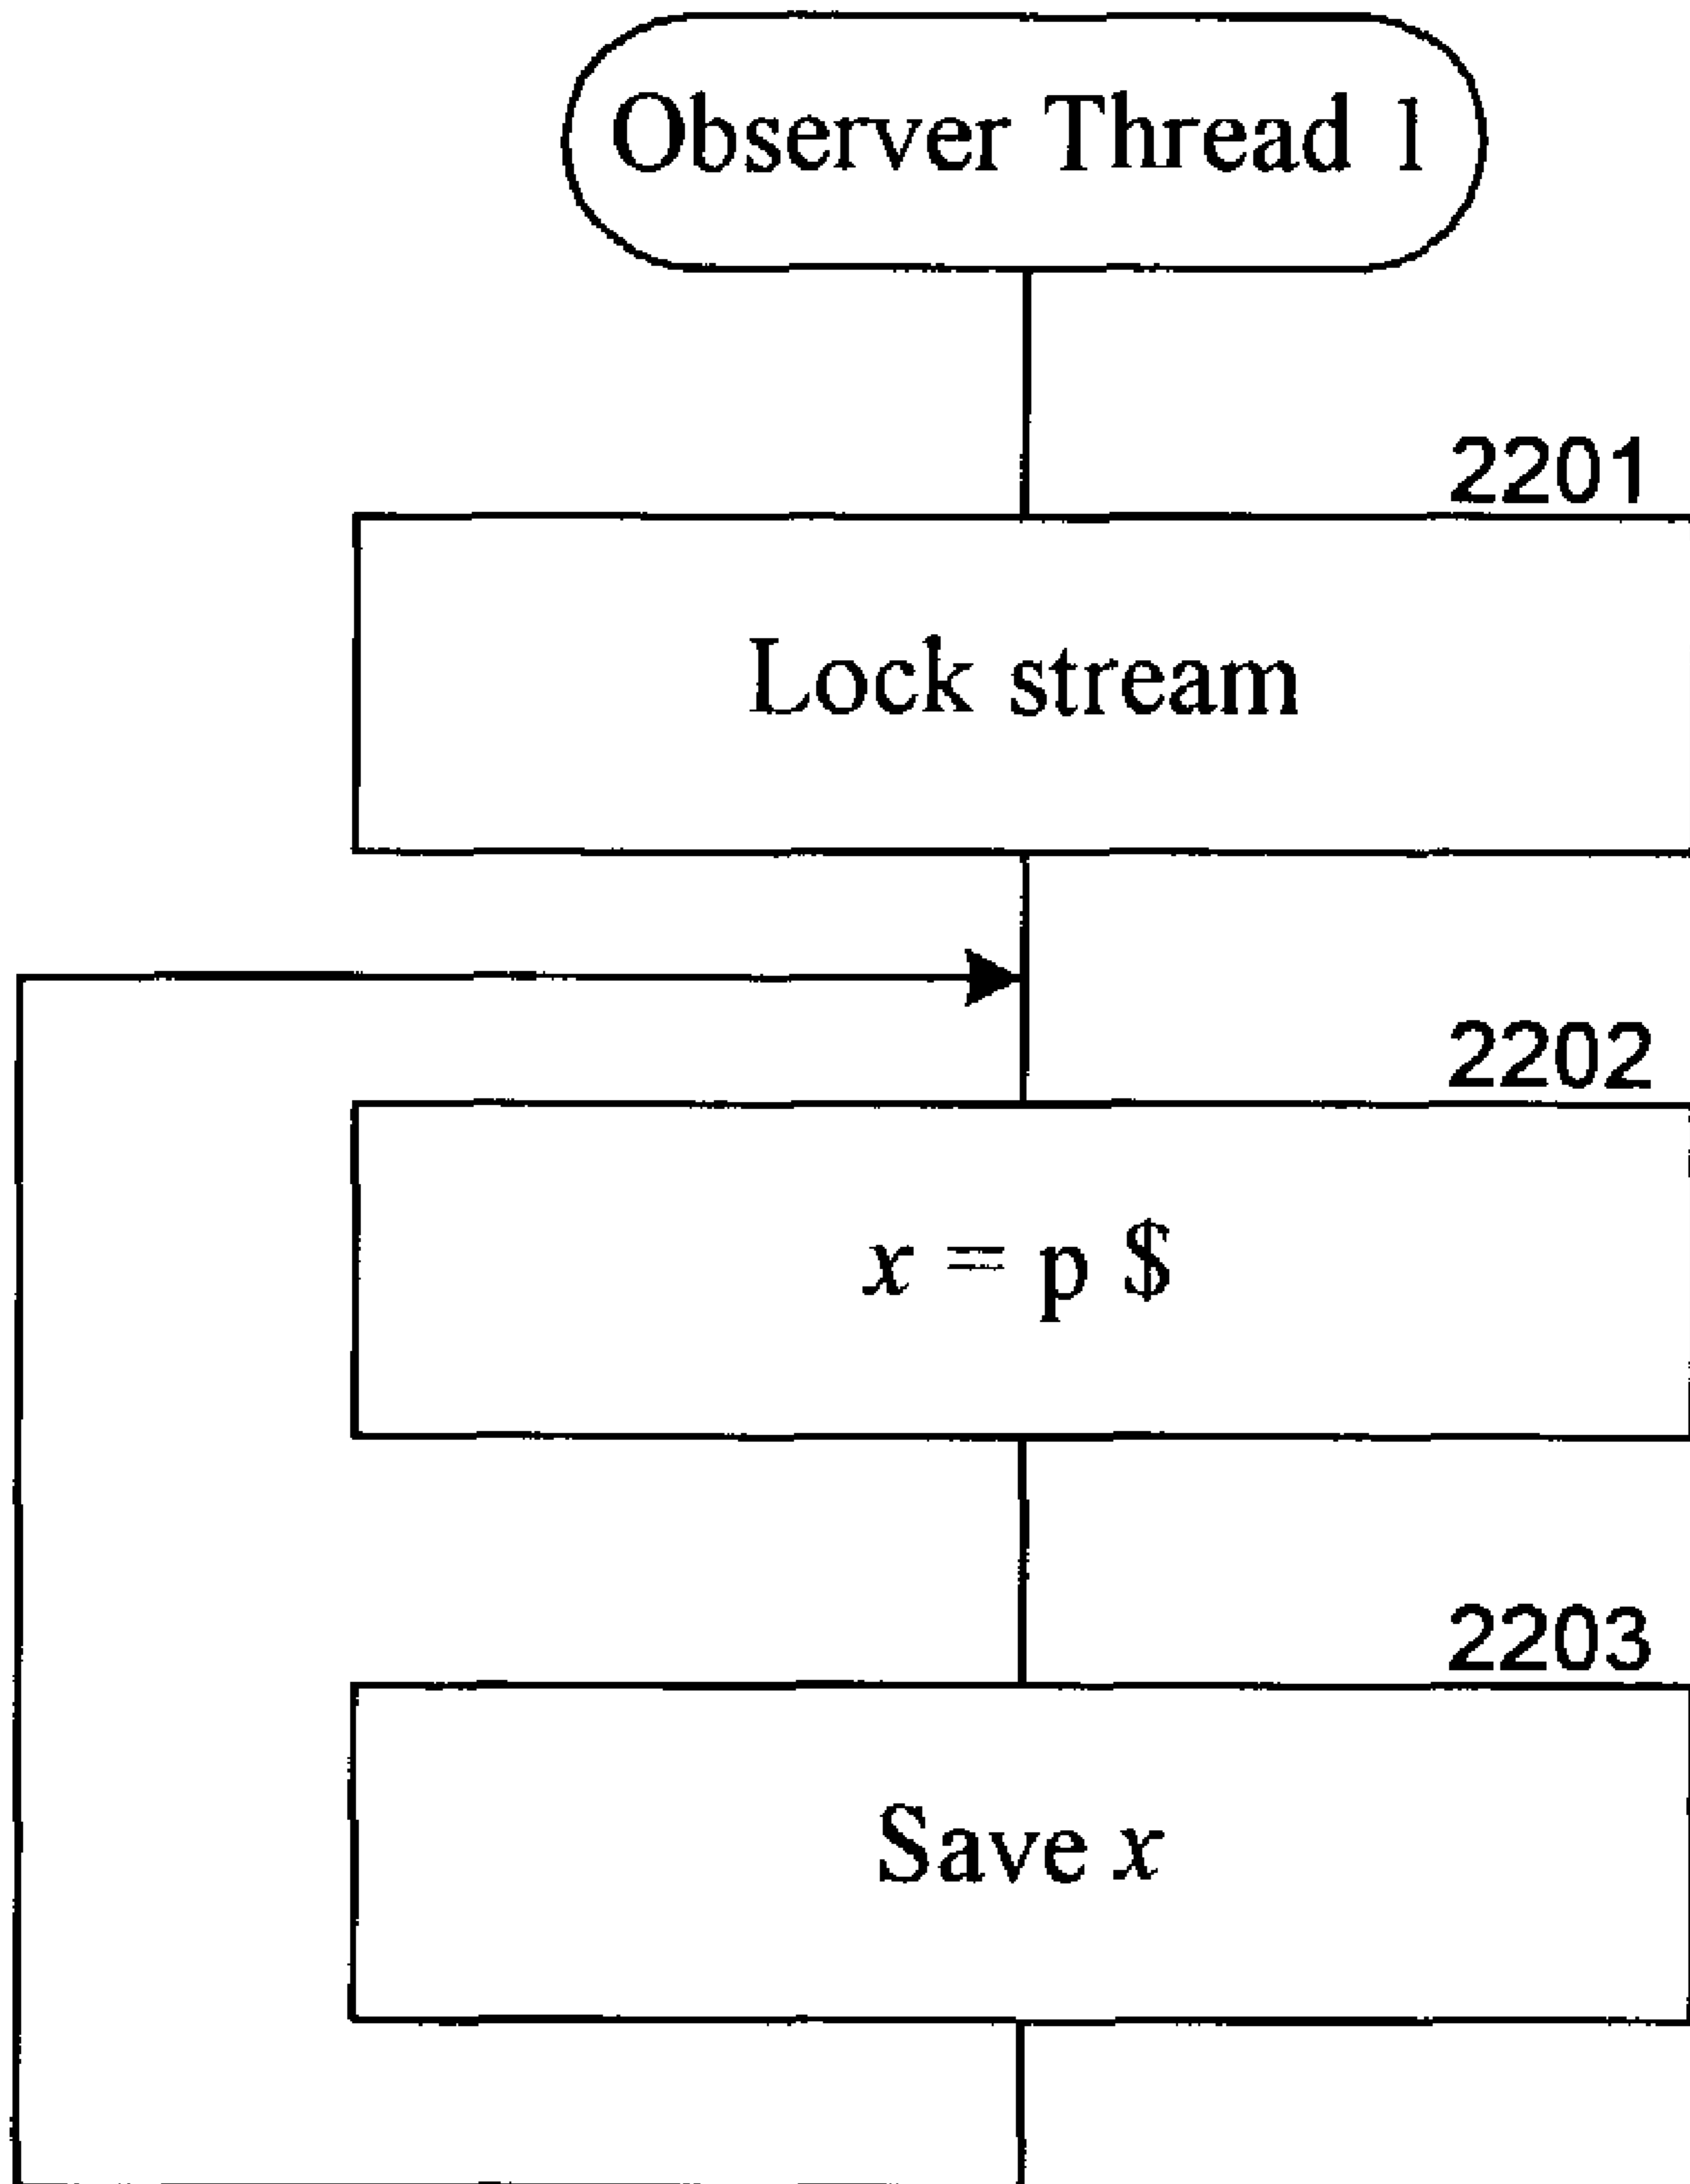 Observer Thread 1
2201
Lock stream
2202
x = p $
2203
Save x